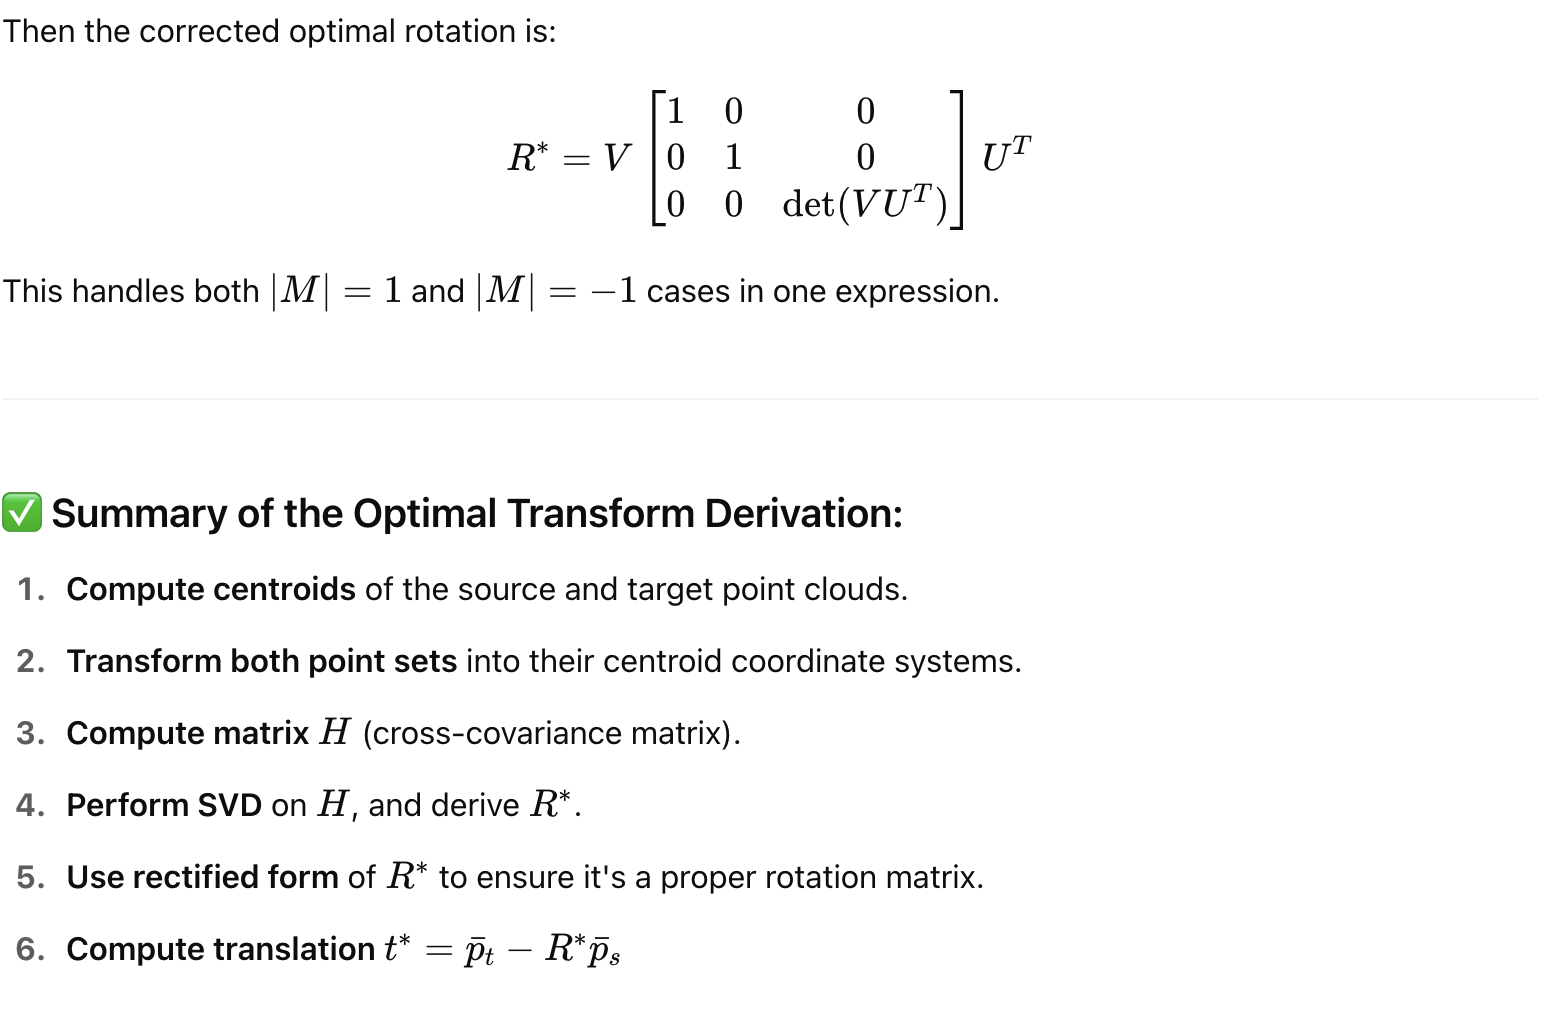 Then the corrected optimal rotation is:
$$R^* = V \begin{bmatrix} 1 & 0 & 0 \\ 0 & 1 & 0 \\ 0 & 0 & \det(VU^T) \end{bmatrix} U^T$$
This handles both $|M| = 1$ and $|M| = -1$ cases in one expression.
✅ Summary of the Optimal Transform Derivation:
1. Compute centroids of the source and target point clouds.
2. Transform both point sets into their centroid coordinate systems.
3. Compute matrix $H$ (cross-covariance matrix).
4. Perform SVD on $H$, and derive $R^*$.
5. Use rectified form of $R^*$ to ensure it's a proper rotation matrix.
6. Compute translation $t^* = \bar{p}_t - R^* \bar{p}_s$